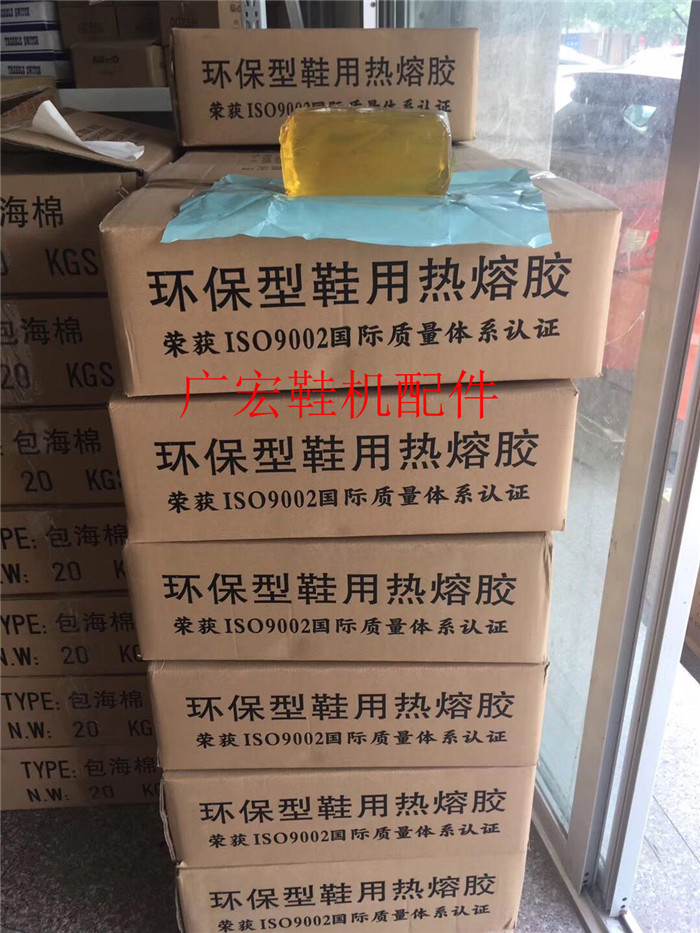 环保型鞋用热熔胶
荣获ISO9002国际质量体系认证
环保型鞋用热熔胶
荣获ISO9002国际质量体系认证
广宏鞋机配件
环保型鞋用热熔胶
荣获ISO9002国际质量体系认证
环保型鞋用热熔胶
荣获ISO9002国际质量体系认证
环保型鞋用热熔胶
荣获ISO9002国际质量体系认证
环保型鞋用热熔胶
荣获ISO9002国际质量体系认证
环保型鞋用热熔胶
荣获ISO9002国际质量体系认证
海棉
KGS
包海棉
20 KGS
包海棉
20 KG
PE: 包海棉
.W: 20 K
YPE: 包海棉
N.W: 20 KG
TYPE: 包海棉
N.W: 20 KGS
TYPE: 包海棉
N.W: 20 KGS